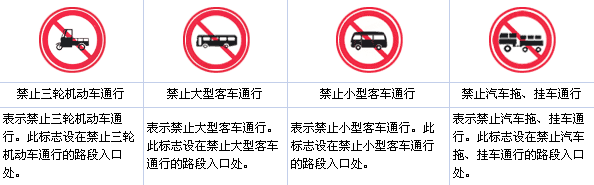 禁止三轮机动车通行
禁止大型客车通行
禁止小型客车通行
禁止汽车拖、挂车通行
表示禁止三轮机动车通
行。此标志设在禁止三轮
机动车通行的路段入口
处。
表示禁止大型客车通行。
此标志设在禁止大型客车
通行的路段入口处。
表示禁止小型客车通行。此
标志设在禁止小型客车通行
的路段入口处。
表示禁止汽车拖、挂车通
行。此标志设在禁止汽车
拖、挂车通行的路段入口
处。